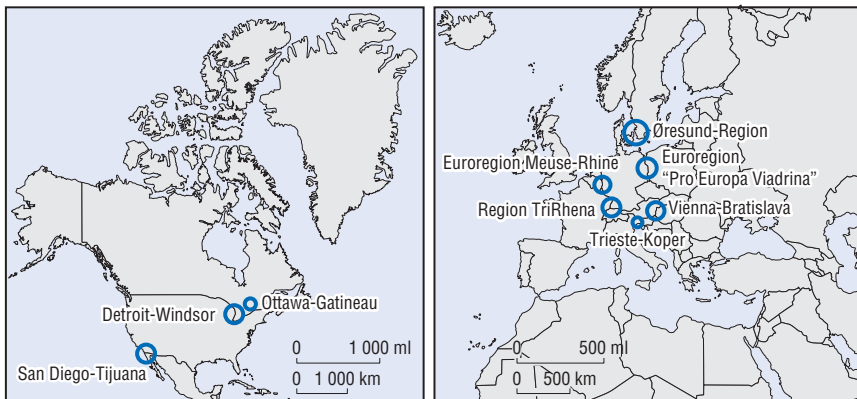 Ottawa-Gatineau
Detroit-Windsor
San Diego-Tijuana
0 1 000 ml
0 1 000 km
Øresund-Region
Euroregion Meuse-Rhine
Euroregion
“Pro Europa Viadrina”
Region TriRhena
Vienna-Bratislava
Trieste-Koper
0 500 ml
0 500 km